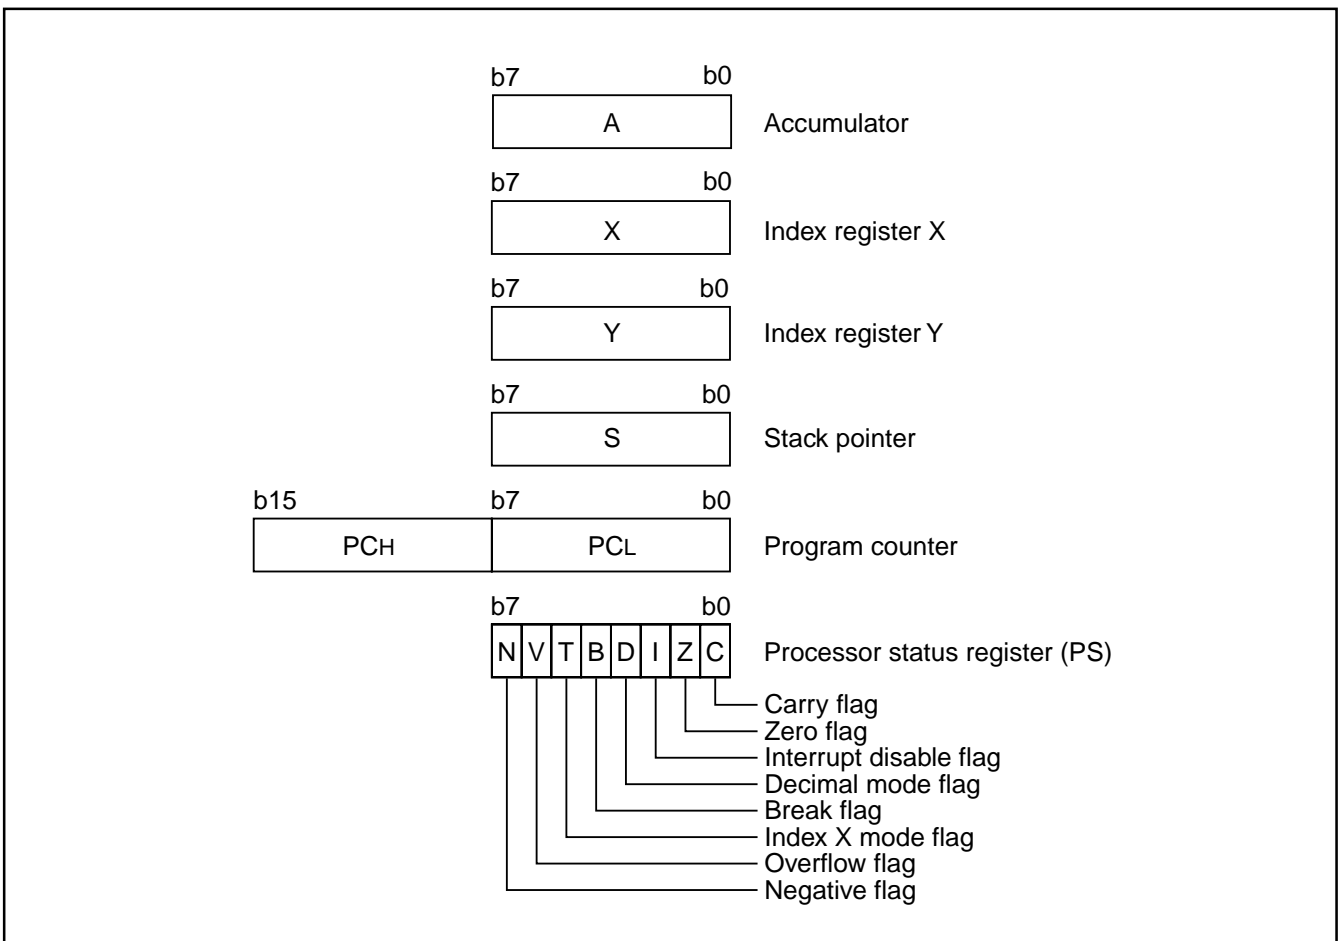 b7 b0
A Accumulator
b7 b0
X Index register X
b7 b0
Y Index register Y
b7 b0
S Stack pointer
b15 b7 b0
PCH PCL Program counter
b7 b0
N V T B D I Z C Processor status register (PS)
Carry flag
Zero flag
Interrupt disable flag
Decimal mode flag
Break flag
Index X mode flag
Overflow flag
Negative flag